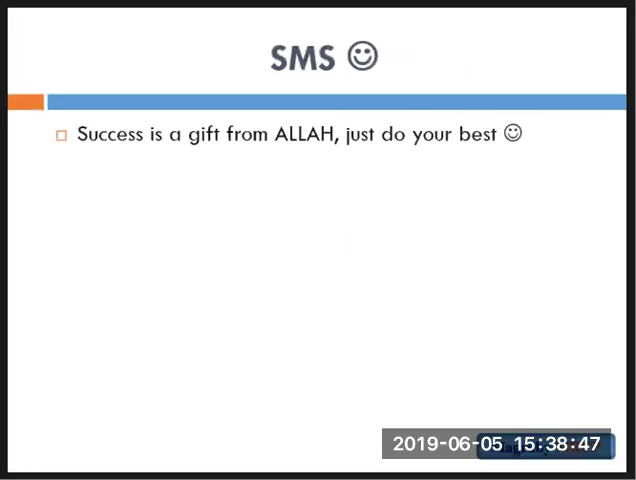 SMS ☺
Success is a gift from ALLAH, just do your best ☺
2019-06-05 15:38:47